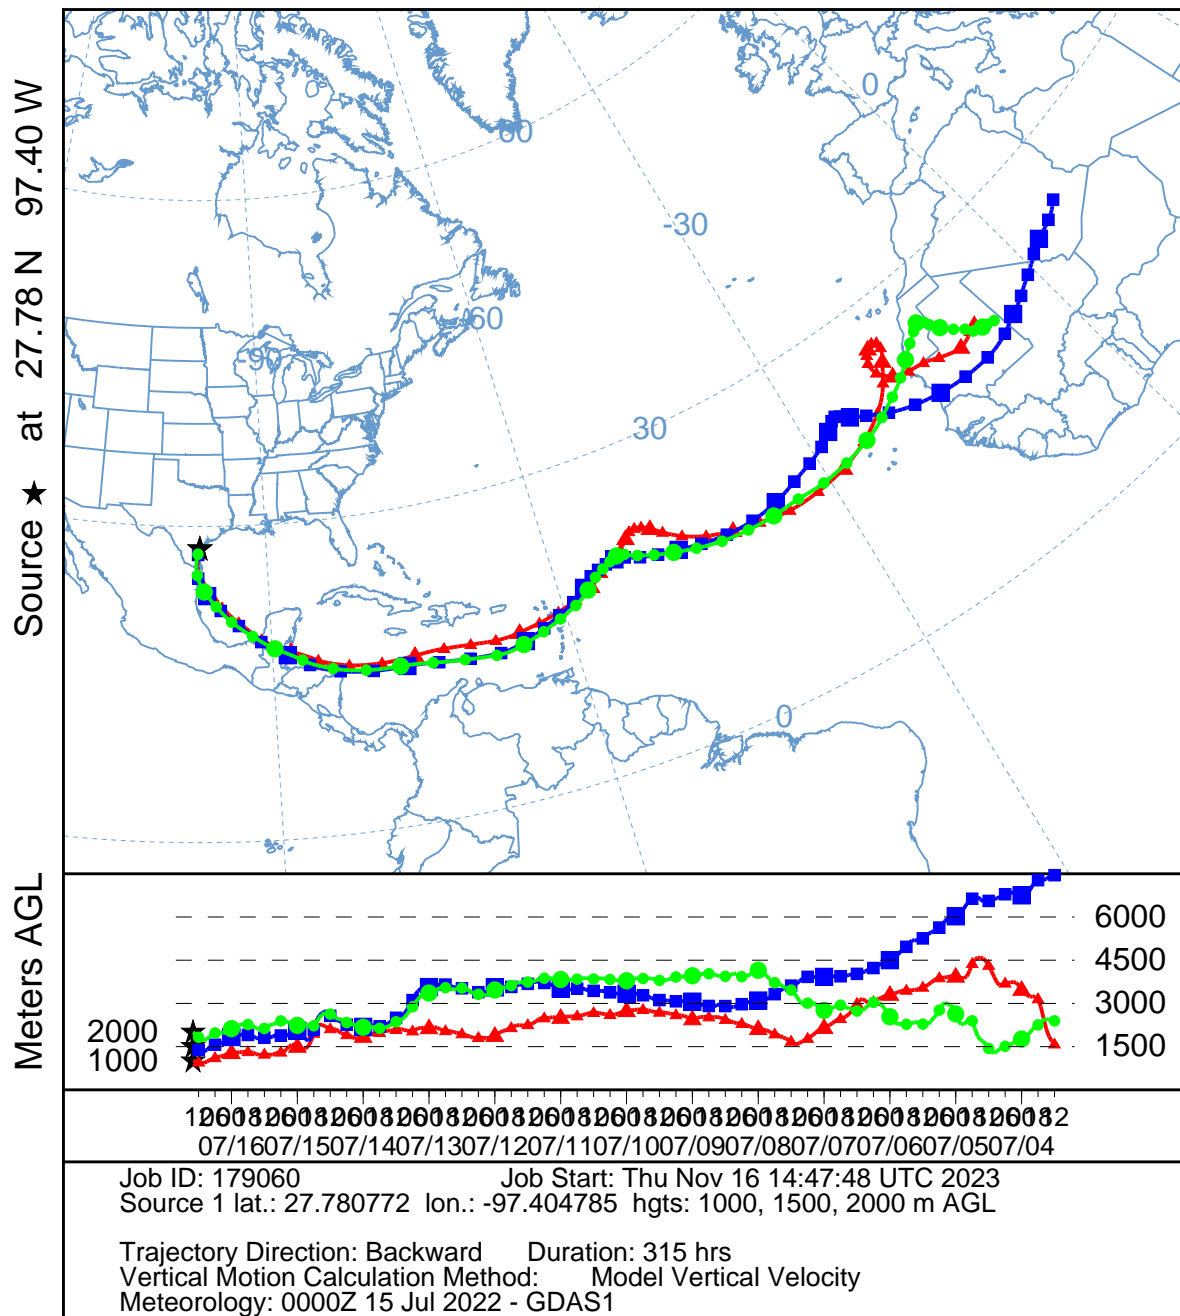 Source ★ at 27.78 N 97.40 W
0
60
-30
-60
-90
30
0
Meters AGL
6000
4500
3000
2000
1500
1000
07/16 07/15 07/14 07/13 07/12 07/11 07/10 07/09 07/08 07/07 07/06 07/05 07/04
Job ID: 179060 Job Start: Thu Nov 16 14:47:48 UTC 2023
Source 1 lat.: 27.780772 lon.: -97.404785 hgts: 1000, 1500, 2000 m AGL
Trajectory Direction: Backward Duration: 315 hrs
Vertical Motion Calculation Method: Model Vertical Velocity
Meteorology: 0000Z 15 Jul 2022 - GDAS1